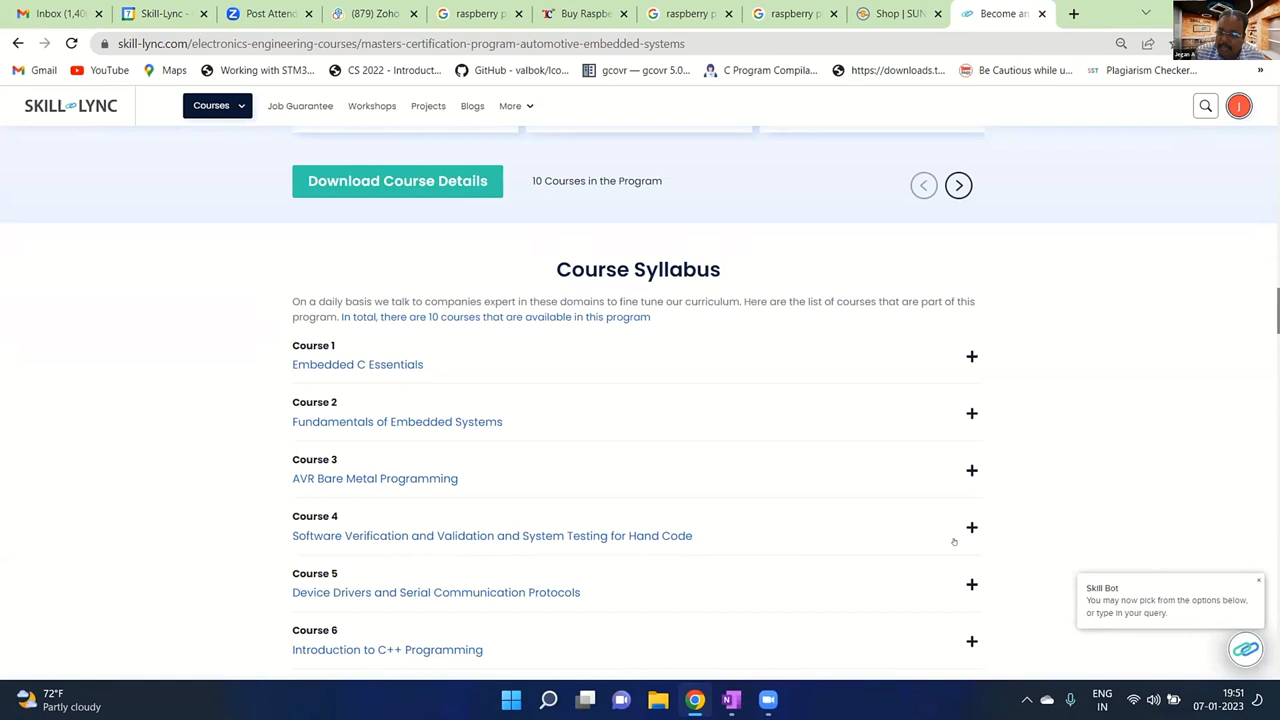 Inbox (1,40
Skill-Lync
Zeuz
Post Attend
(879) Zoho
raspberry p
Buy Raspbe
raspberry p
raspberry p
Shop | SUN
Become an
skill-lync.com/electronics-engineering-courses/masters-certification-program-automotive-embedded-systems
Jegan A
Gmail
YouTube
Maps
Working with STM3...
CS 2022 - Introduct...
GitHub - valbok/lco...
gcovr — gcovr 5.0...
C Program Compila...
https://downloads.t...
Be Cautious while u...
Plagiarism Checker...
»
SKILL LYNC
Courses
Job Guarantee
Workshops
Projects
Blogs
More
J
Download Course Details
10 Courses in the Program
Course Syllabus
On a daily basis we talk to companies expert in these domains to fine tune our curriculum. Here are the list of courses that are part of this
program. In total, there are 10 courses that are available in this program
Course 1
Embedded C Essentials
Course 2
Fundamentals of Embedded Systems
Course 3
AVR Bare Metal Programming
Course 4
Software Verification and Validation and System Testing for Hand Code
Course 5
Device Drivers and Serial Communication Protocols
Course 6
Introduction to C++ Programming
Skill Bot
You may now pick from the options below,
or type in your query.
72°F
Partly cloudy
ENG
IN
19:51
07-01-2023